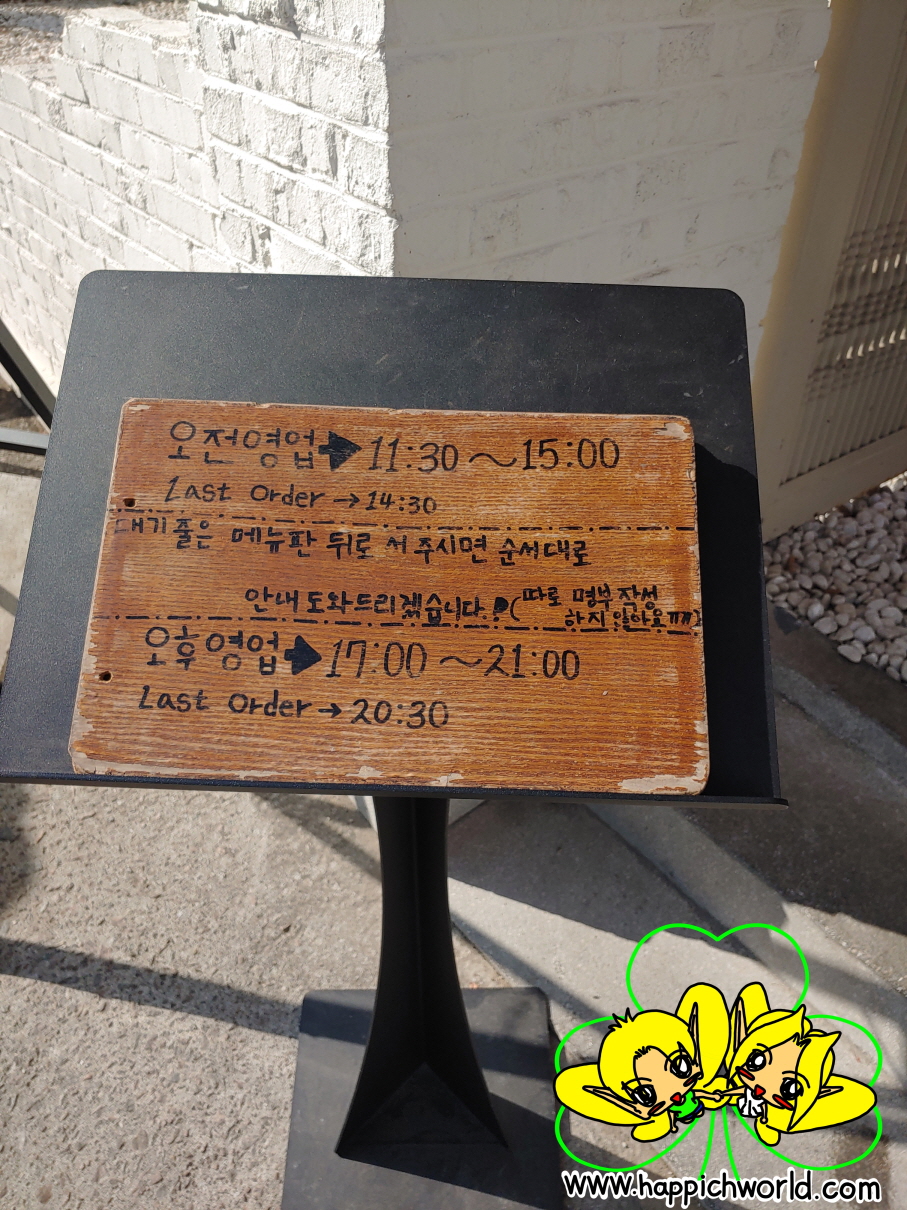 오전영업➡11:30~15:00
Last Order →14:30
대기줄은 메뉴판 뒤로 서주시면 순서대로
안내도와드리겠습니다.!(따로 명부작성
하지 않아요ㅠㅠ)
오후영업➡17:00~21:00
Last Order →20:30
www.happichworld.com